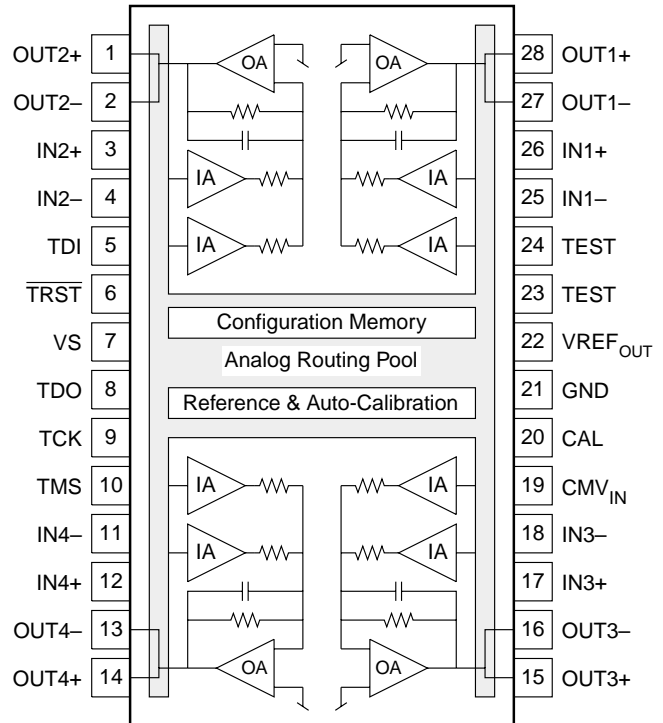 OUT2+ 1 OA OA 28 OUT1+
OUT2– 2 27 OUT1–
IN2+ 3 26 IN1+
IN2– 4 IA IA 25 IN1–
TDI 5 IA IA 24 TEST
TRST 6 23 TEST
Configuration Memory
VS 7 22 VREFOUT
Analog Routing Pool
TDO 8 21 GND
Reference & Auto-Calibration
TCK 9 20 CAL
TMS 10 IA IA 19 CMVIN
IN4– 11 IA IA 18 IN3–
IN4+ 12 17 IN3+
OUT4– 13 16 OUT3–
OUT4+ 14 OA OA 15 OUT3+